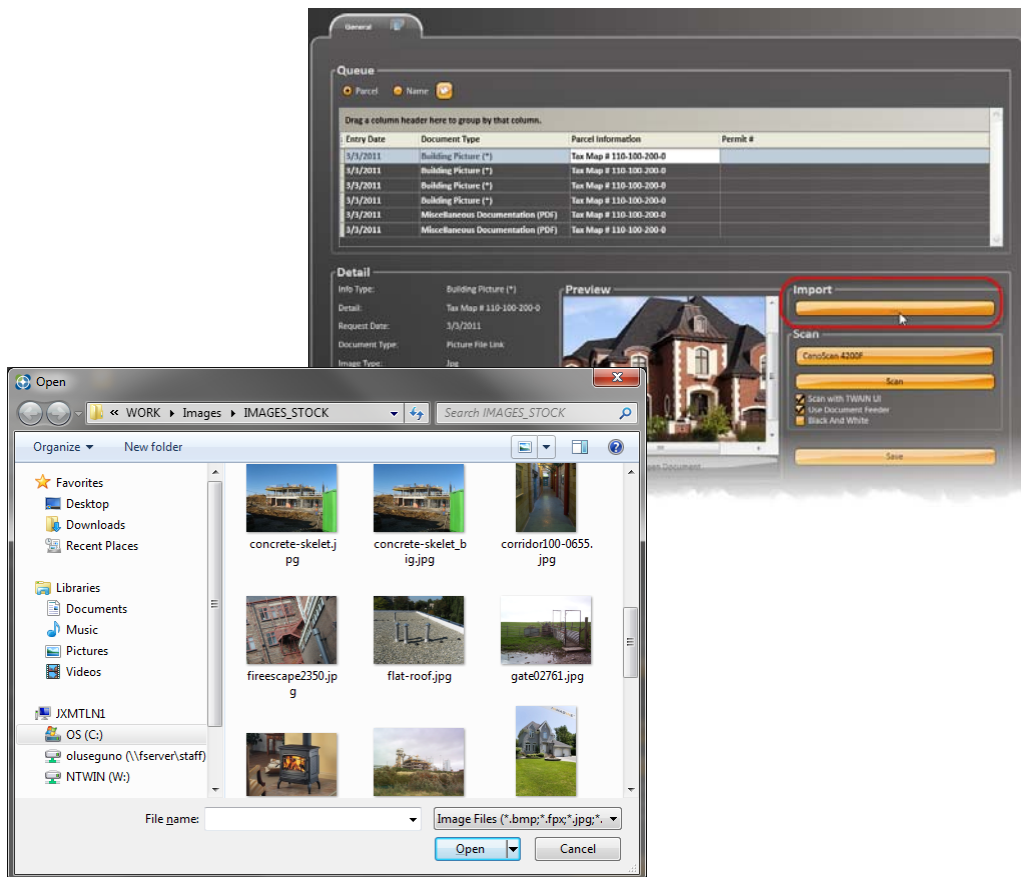 General
Queue
Parcel Name
Drag a column header here to group by that column.
Entry Date Document Type Parcel Information Permit #
3/3/2011 Building Picture (*) Tax Map # 110-100-200-0
3/3/2011 Building Picture (*) Tax Map # 110-100-200-0
3/3/2011 Building Picture (*) Tax Map # 110-100-200-0
3/3/2011 Building Picture (*) Tax Map # 110-100-200-0
3/3/2011 Miscellaneous Documentation (PDF) Tax Map # 110-100-200-0
3/3/2011 Miscellaneous Documentation (PDF) Tax Map # 110-100-200-0
Detail
Info Type: Building Picture (*)
Detail: Tax Map # 110-100-200-0
Request Date: 3/3/2011
Document Type: Picture File Link
Image Type: Jpg
Preview
Import
Scan
CanoScan 4200F
Scan
Scan with TWAIN UI
Use Document Feeder
Black And White
Save
Document
Open
« WORK Images IMAGES_STOCK
Search IMAGES_STOCK
Organize New folder
Favorites
Desktop
Downloads
Recent Places
Libraries
Documents
Music
Pictures
Videos
JXMTLN1
OS (C:)
oluseguno (\\fserver\staff)
NTWIN (W:)
concrete-skelet.j
pg
concrete-skelet_b
ig.jpg
corridor100-0655.
jpg
fireescape2350.jp
g
flat-roof.jpg
gate02761.jpg
File name:
Image Files (*.bmp;*.fpx;*.jpg;*.
Open
Cancel